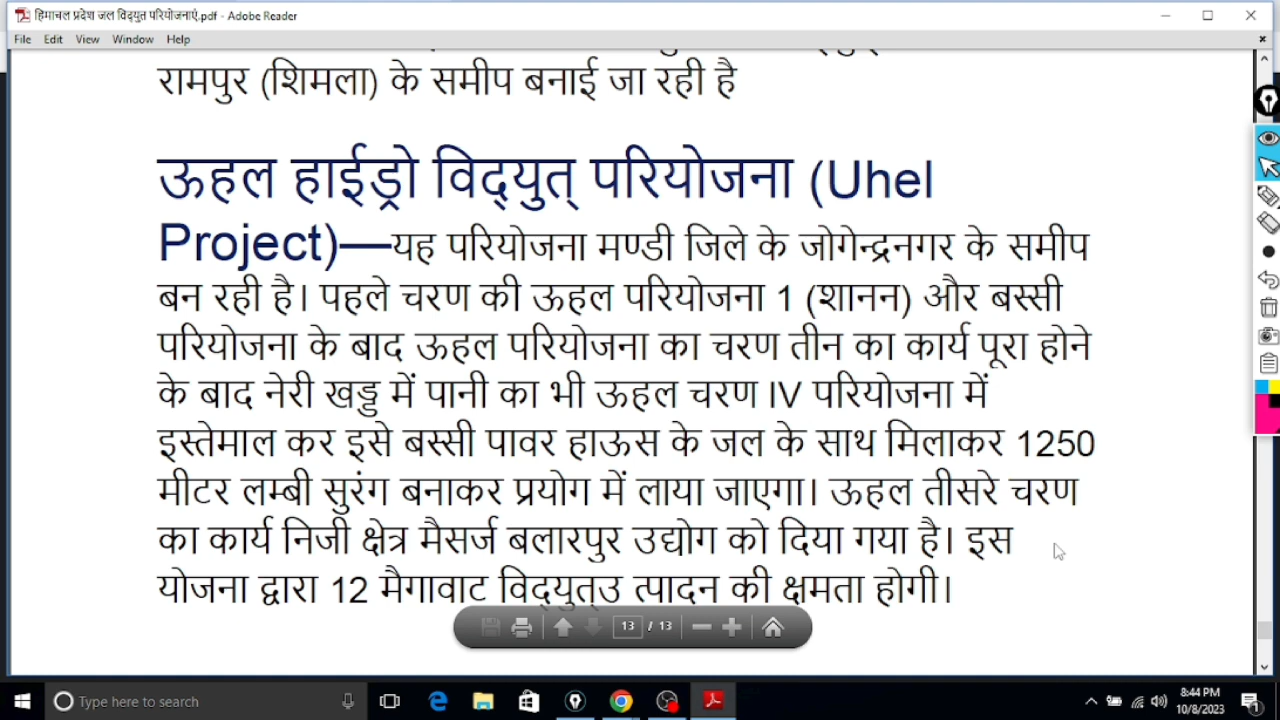 हिमाचल प्रदेश जल विद्युत परियोजनाएं.pdf - Adobe Reader
File Edit View Window Help
रामपुर (शिमला) के समीप बनाई जा रही है
ऊहल हाईड्रो विद्युत् परियोजना (Uhel
Project)—यह परियोजना मण्डी जिले के जोगेन्द्रनगर के समीप
बन रही है। पहले चरण की ऊहल परियोजना 1 (शानन) और बस्सी
परियोजना के बाद ऊहल परियोजना का चरण तीन का कार्य पूरा होने
के बाद नेरी खड्ड में पानी का भी ऊहल चरण IV परियोजना में
इस्तेमाल कर इसे बस्सी पावर हाऊस के जल के साथ मिलाकर 1250
मीटर लम्बी सुरंग बनाकर प्रयोग में लाया जाएगा। ऊहल तीसरे चरण
का कार्य निजी क्षेत्र मैसर्ज बलारपुर उद्योग को दिया गया है। इस
योजना द्वारा 12 मैगावाट विद्युत्उ त्पादन की क्षमता होगी।
13 / 13
Type here to search
8:44 PM
10/8/2023
1